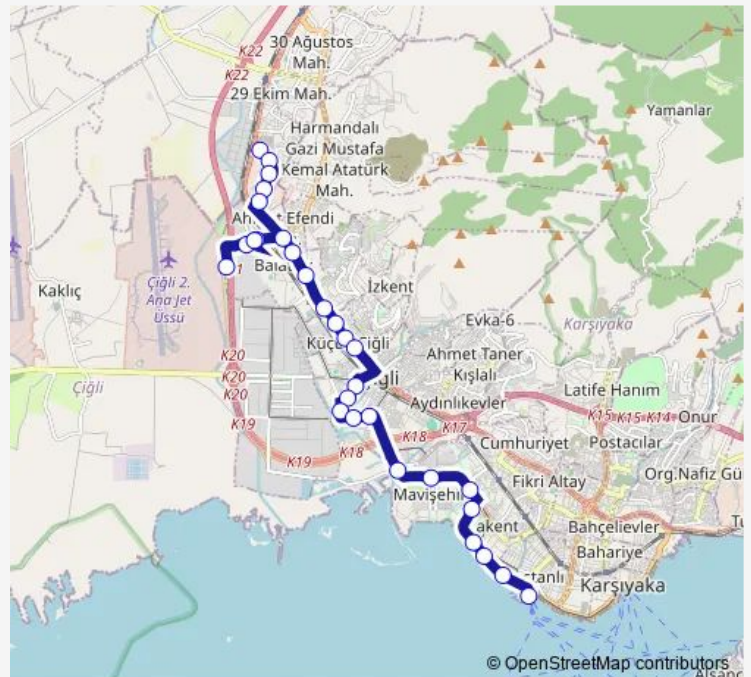 30 Ağustos
Mah.
K22
K22
29 Ekim Mah.
Yamanlar
Harmandalı
Gazi Mustafa
Kemal Atatürk
Mah.
Efendi
Çiğli 2.
Ana Jet
Üssü
Kaklıç
İzkent
Evka-6
Karşıyaka
Ahmet Taner
Kışlalı
K20
K20
K20
Çiğli
Latife Hanım
Aydınlıkevler
K15
K15
K14
Onur
K19
K18
K17
Cumhuriyet
Postacılar
K19
K18
Org.Nafiz Gü
Fikri Altay
Bahçelievler
Bahariye
Karşıyaka
© OpenStreetMap contributors